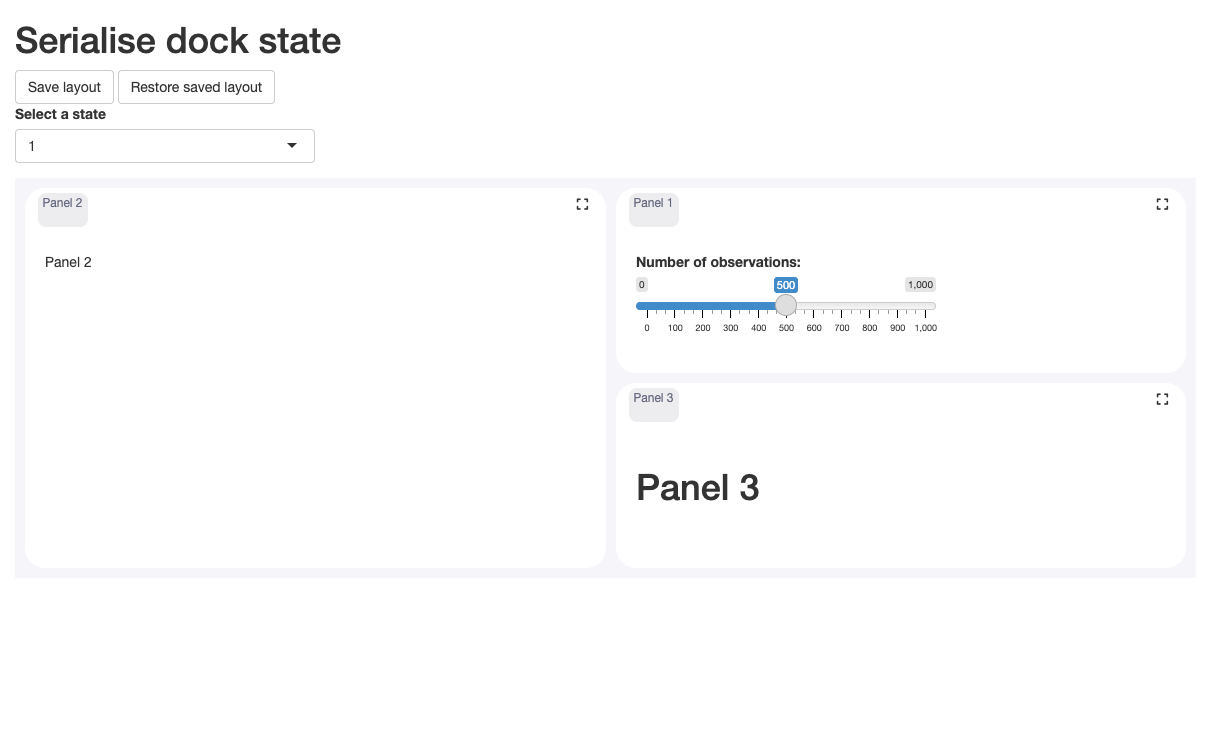 Serialise dock state
Save layout Restore saved layout
Select a state
1
Panel 2
Panel 2
Panel 1
Number of observations:
0 500 1,000
0 100 200 300 400 500 600 700 800 900 1,000
Panel 3
Panel 3